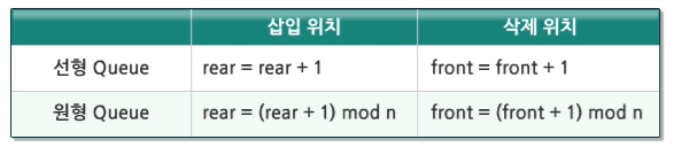 삽입 위치 삭제 위치
선형 Queue rear = rear + 1 front = front + 1
원형 Queue rear = (rear + 1) mod n front = (front + 1) mod n